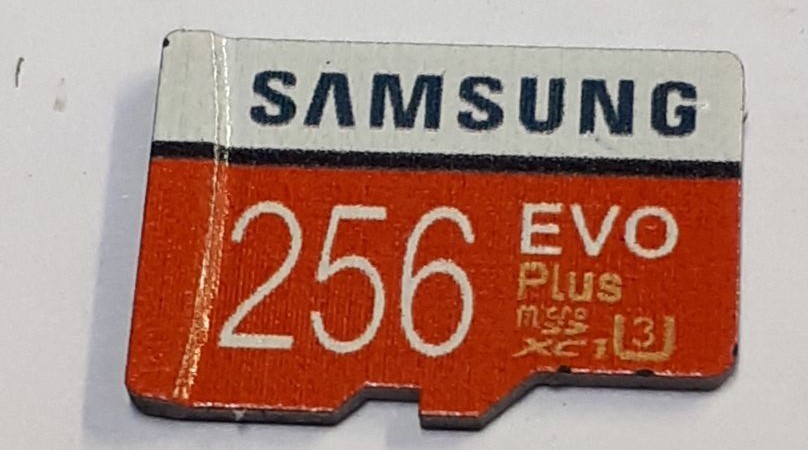 SAMSUNG
256
EVO
Plus
micro
XC I
3